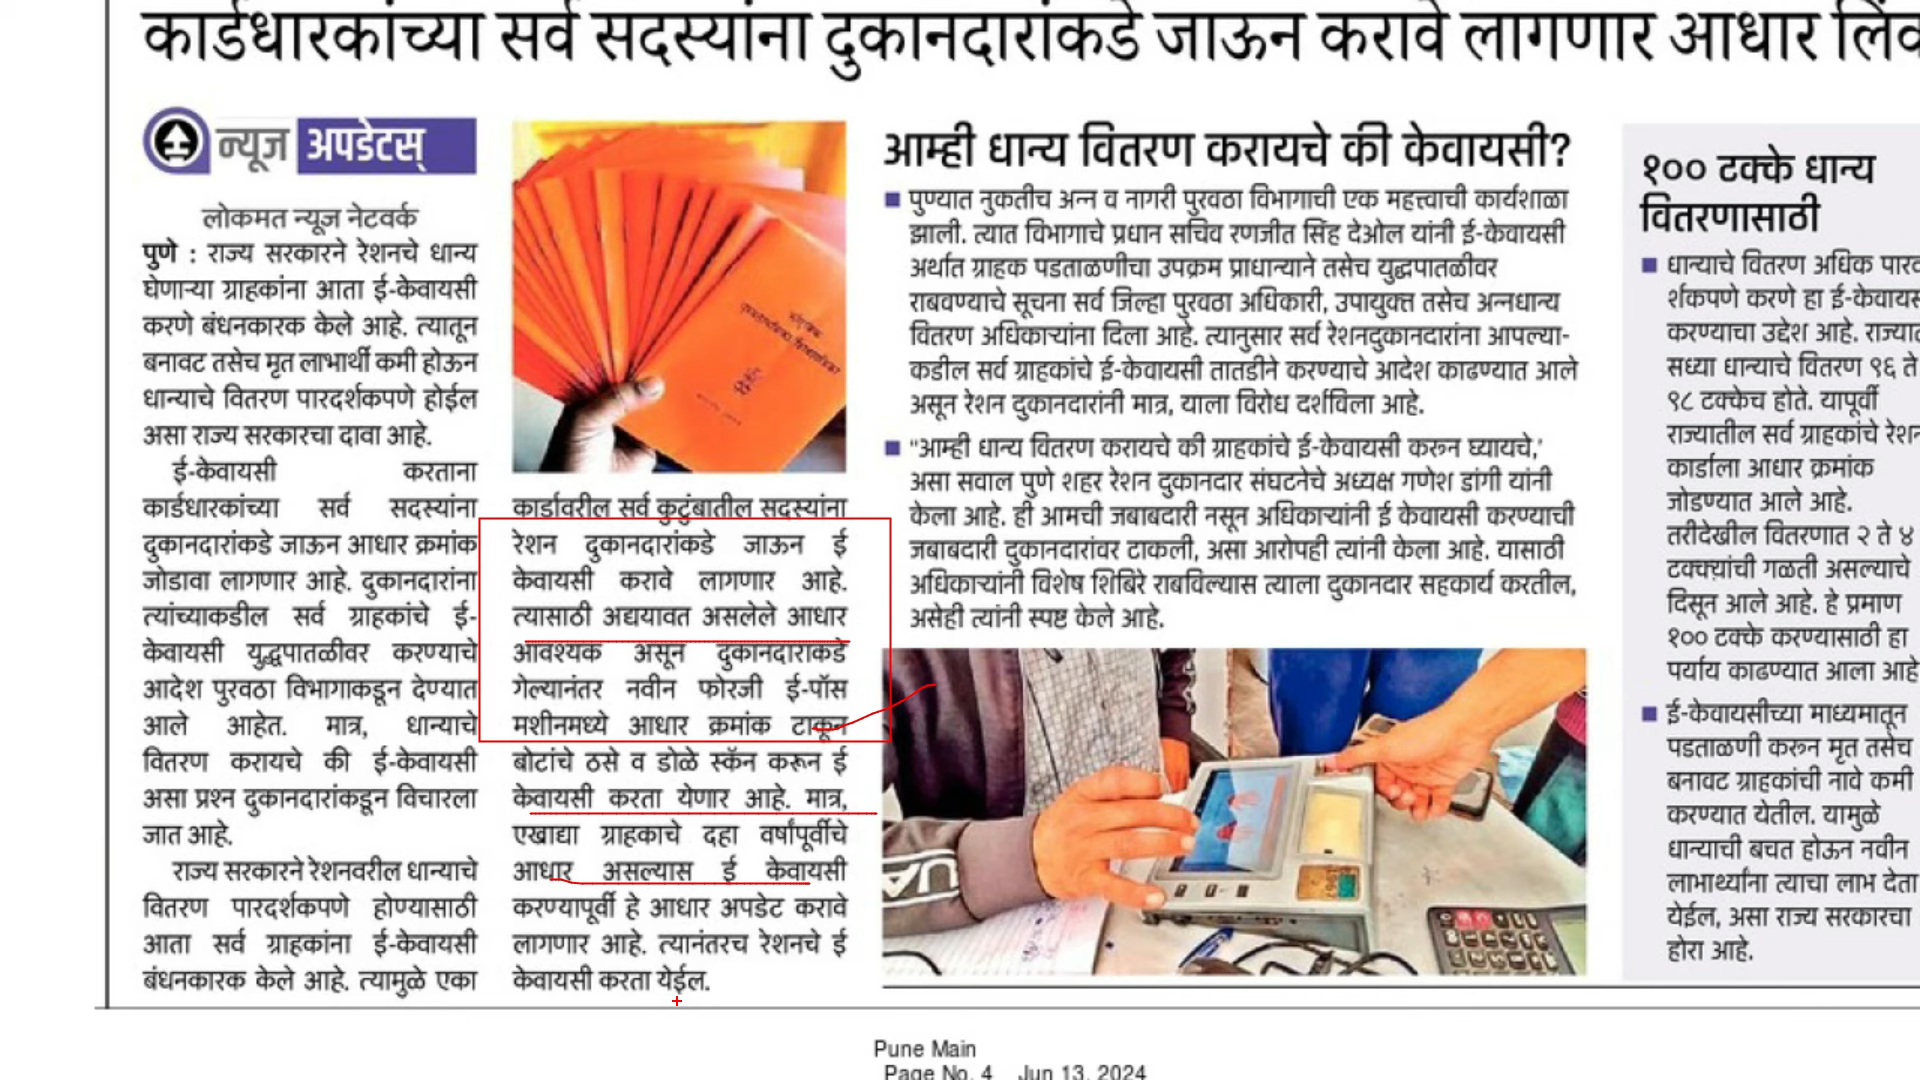 कार्डधारकांच्या सर्व सदस्यांना दुकानदारांकडे जाऊन करावे लागणार आधार
न्यूज अपडेटस्
लोकमत न्यूज नेटवर्क
पुणे : राज्य सरकारने रेशनचे धान्य
घेणाऱ्या ग्राहकांना आता ई-केवायसी
करणे बंधनकारक केले आहे. त्यातून
बनावट तसेच मृत लाभार्थी कमी होऊन
धान्याचे वितरण पारदर्शकपणे होईल
असा राज्य सरकारचा दावा आहे.
ई-केवायसी करताना
कार्डधारकांच्या सर्व सदस्यांना
दुकानदारांकडे जाऊन आधार क्रमांक
जोडावा लागणार आहे. दुकानदारांना
त्यांच्याकडील सर्व ग्राहकांचे ई-
केवायसी युद्धपातळीवर करण्याचे
आदेश पुरवठा विभागाकडून देण्यात
आले आहेत. मात्र, धान्याचे
वितरण करायचे की ई-केवायसी
असा प्रश्न दुकानदारांकडून विचारला
जात आहे.
राज्य सरकारने रेशनवरील धान्याचे
वितरण पारदर्शकपणे होण्यासाठी
आता सर्व ग्राहकांना ई-केवायसी
बंधनकारक केले आहे. त्यामुळे एका
कार्डावरील सर्व कुटुंबातील सदस्यांना
रेशन दुकानदारांकडे जाऊन ई
केवायसी करावे लागणार आहे.
त्यासाठी अद्ययावत असलेले आधार
आवश्यक असून दुकानदाराकडे
गेल्यानंतर नवीन फोरजी ई-पॉस
मशीनमध्ये आधार क्रमांक टाकून
बोटांचे ठसे व डोळे स्कॅन करून ई
केवायसी करता येणार आहे. मात्र,
एखाद्या ग्राहकाचे दहा वर्षांपूर्वीचे
आधार असल्यास ई केवायसी
करण्यापूर्वी हे आधार अपडेट करावे
लागणार आहे. त्यानंतरच रेशनचे ई
केवायसी करता येईल.
आम्ही धान्य वितरण करायचे की केवायसी?
पुण्यात नुकतीच अन्न व नागरी पुरवठा विभागाची एक महत्त्वाची कार्यशाळा
झाली. त्यात विभागाचे प्रधान सचिव रणजीत सिंह देओल यांनी ई-केवायसी
अर्थात ग्राहक पडताळणीचा उपक्रम प्राधान्याने तसेच युद्धपातळीवर
राबवण्याचे सूचना सर्व जिल्हा पुरवठा अधिकारी, उपायुक्त तसेच अन्नधान्य
वितरण अधिकाऱ्यांना दिला आहे. त्यानुसार सर्व रेशनदुकानदारांना आपल्या-
कडील सर्व ग्राहकांचे ई-केवायसी तातडीने करण्याचे आदेश काढण्यात आले
असून रेशन दुकानदारांनी मात्र, याला विरोध दर्शविला आहे.
"आम्ही धान्य वितरण करायचे की ग्राहकांचे ई-केवायसी करून घ्यायचे,'
असा सवाल पुणे शहर रेशन दुकानदार संघटनेचे अध्यक्ष गणेश डांगी यांनी
केला आहे. ही आमची जबाबदारी नसून अधिकाऱ्यांनी ई केवायसी करण्याची
जबाबदारी दुकानदारांवर टाकली, असा आरोपही त्यांनी केला आहे. यासाठी
अधिकाऱ्यांनी विशेष शिबिरे राबविल्यास त्याला दुकानदार सहकार्य करतील,
असेही त्यांनी स्पष्ट केले आहे.
१०० टक्के धान्य
वितरणासाठी
धान्याचे वितरण अधिक
र्शकपणे करणे हा
करण्याचा उद्देश आहे.
सध्या धान्याचे वितरण ९६ ते
९८ टक्केच होते. यापूर्वी
राज्यातील सर्व ग्राहकांचे
कार्डाला आधार क्रमांक
जोडण्यात आले आहे.
तरीदेखील वितरणात २ ते ४
टक्क्यांची गळती असल्याचे
दिसून आले आहे. हे प्रमाण
१०० टक्के करण्यासाठी हा
पर्याय काढण्यात आला आहे
ई-केवायसीच्या माध्यमातून
पडताळणी करून मृत तसेच
बनावट ग्राहकांची नावे कमी
करण्यात येतील. यामुळे
धान्याची बचत होऊन नवीन
लाभार्थ्यांना त्याचा लाभ देता
येईल, असा राज्य सरकारचा
होरा आहे.
Pune Main
Page No. 4 Jun 13, 2024